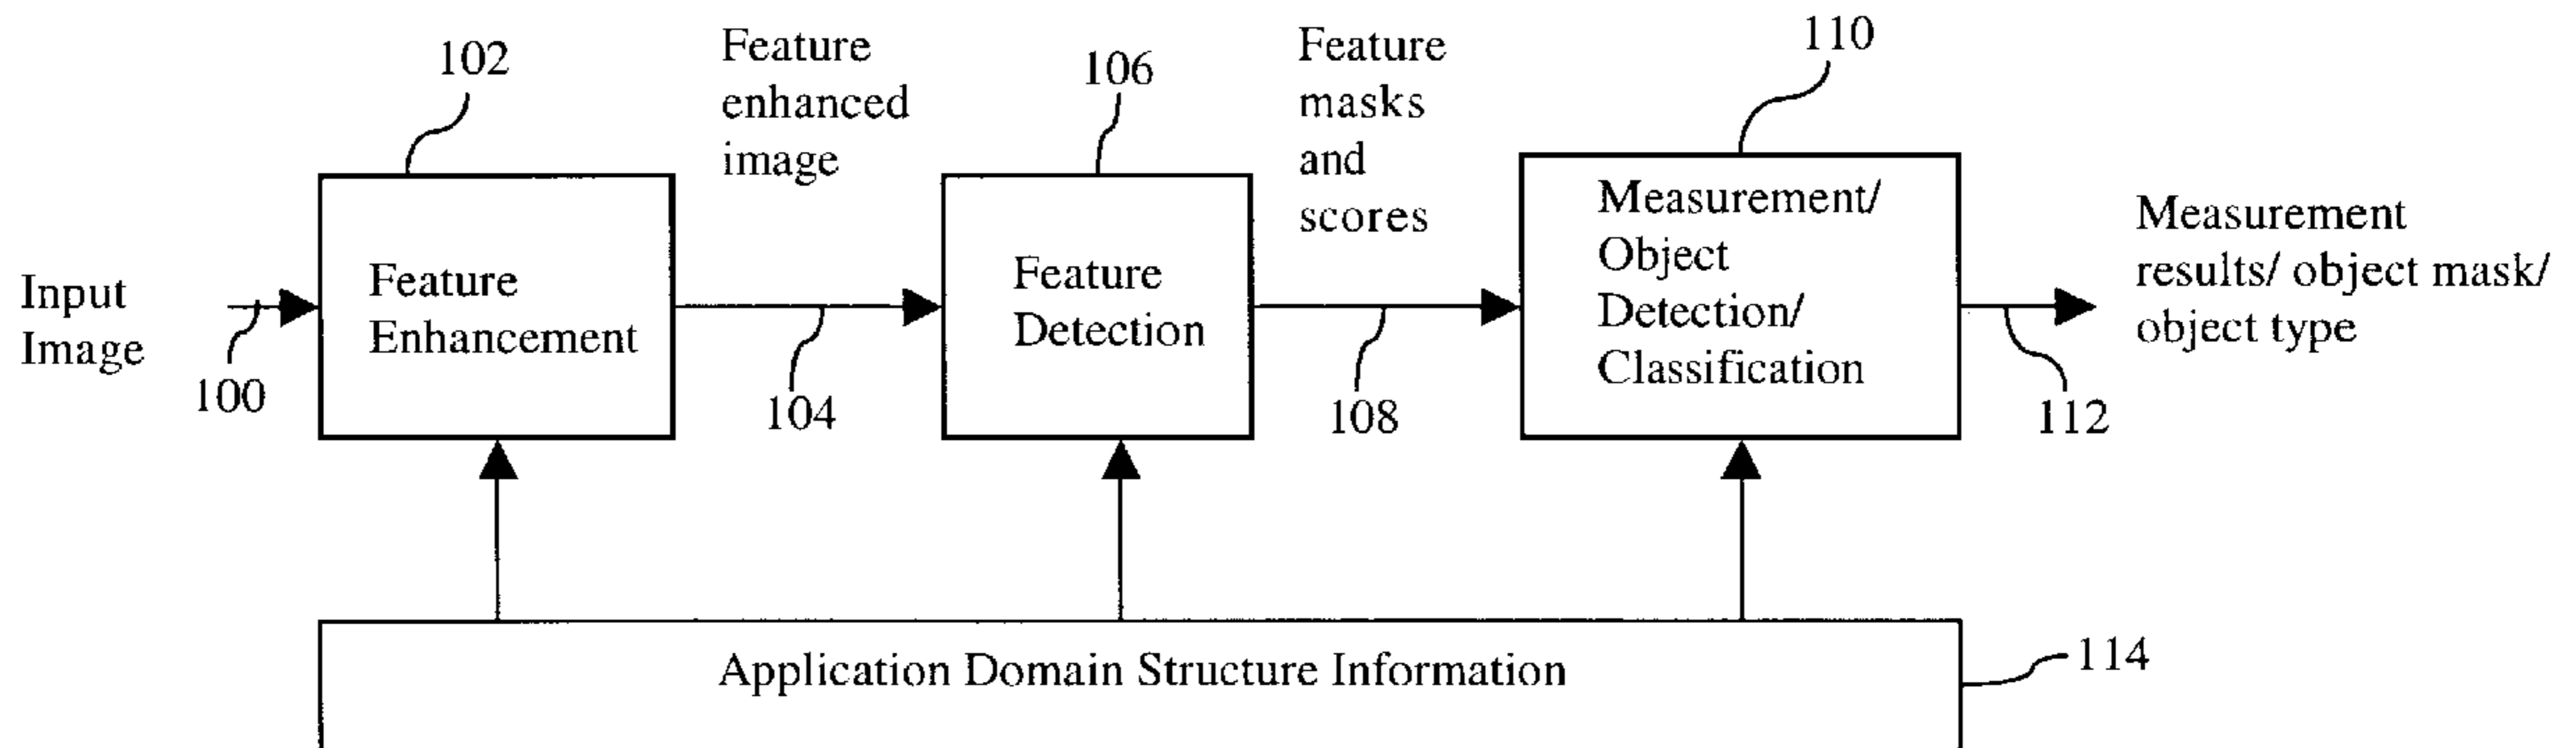 Input
Image
100
102
Feature
Enhancement
Feature
enhanced
image
104
106
Feature
Detection
Feature
masks
and
scores
108
110
Measurement/
Object
Detection/
Classification
112
Measurement
results/ object mask/
object type
Application Domain Structure Information
114